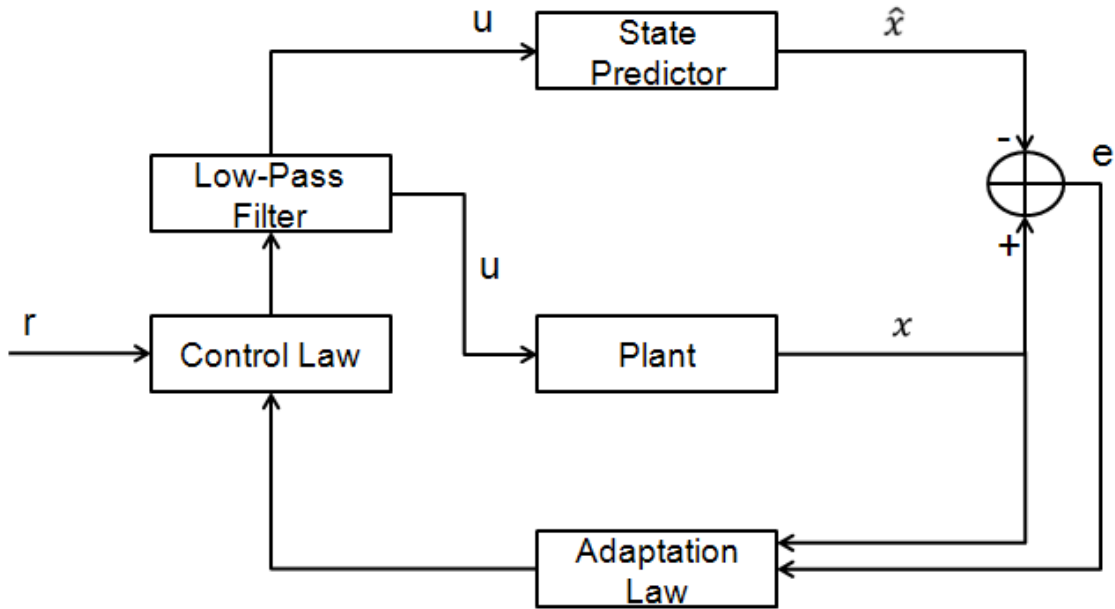 u
State
Predictor
x̂
-
e
Low-Pass
Filter
+
u
r
Control Law
Plant
x
Adaptation
Law